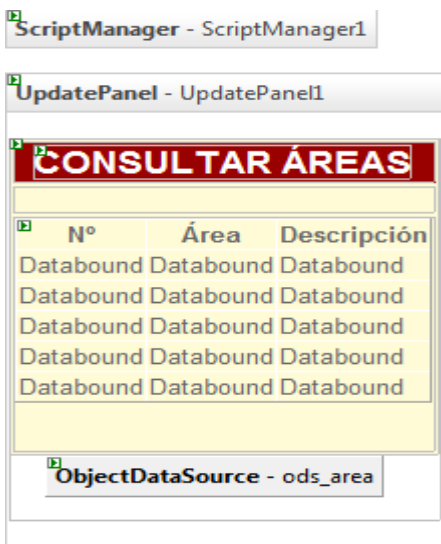 ScriptManager - ScriptManager1
UpdatePanel - UpdatePanel1
CONSULTAR ÁREAS
Nº Área Descripción
Databound Databound Databound
Databound Databound Databound
Databound Databound Databound
Databound Databound Databound
Databound Databound Databound
ObjectDataSource - ods_area